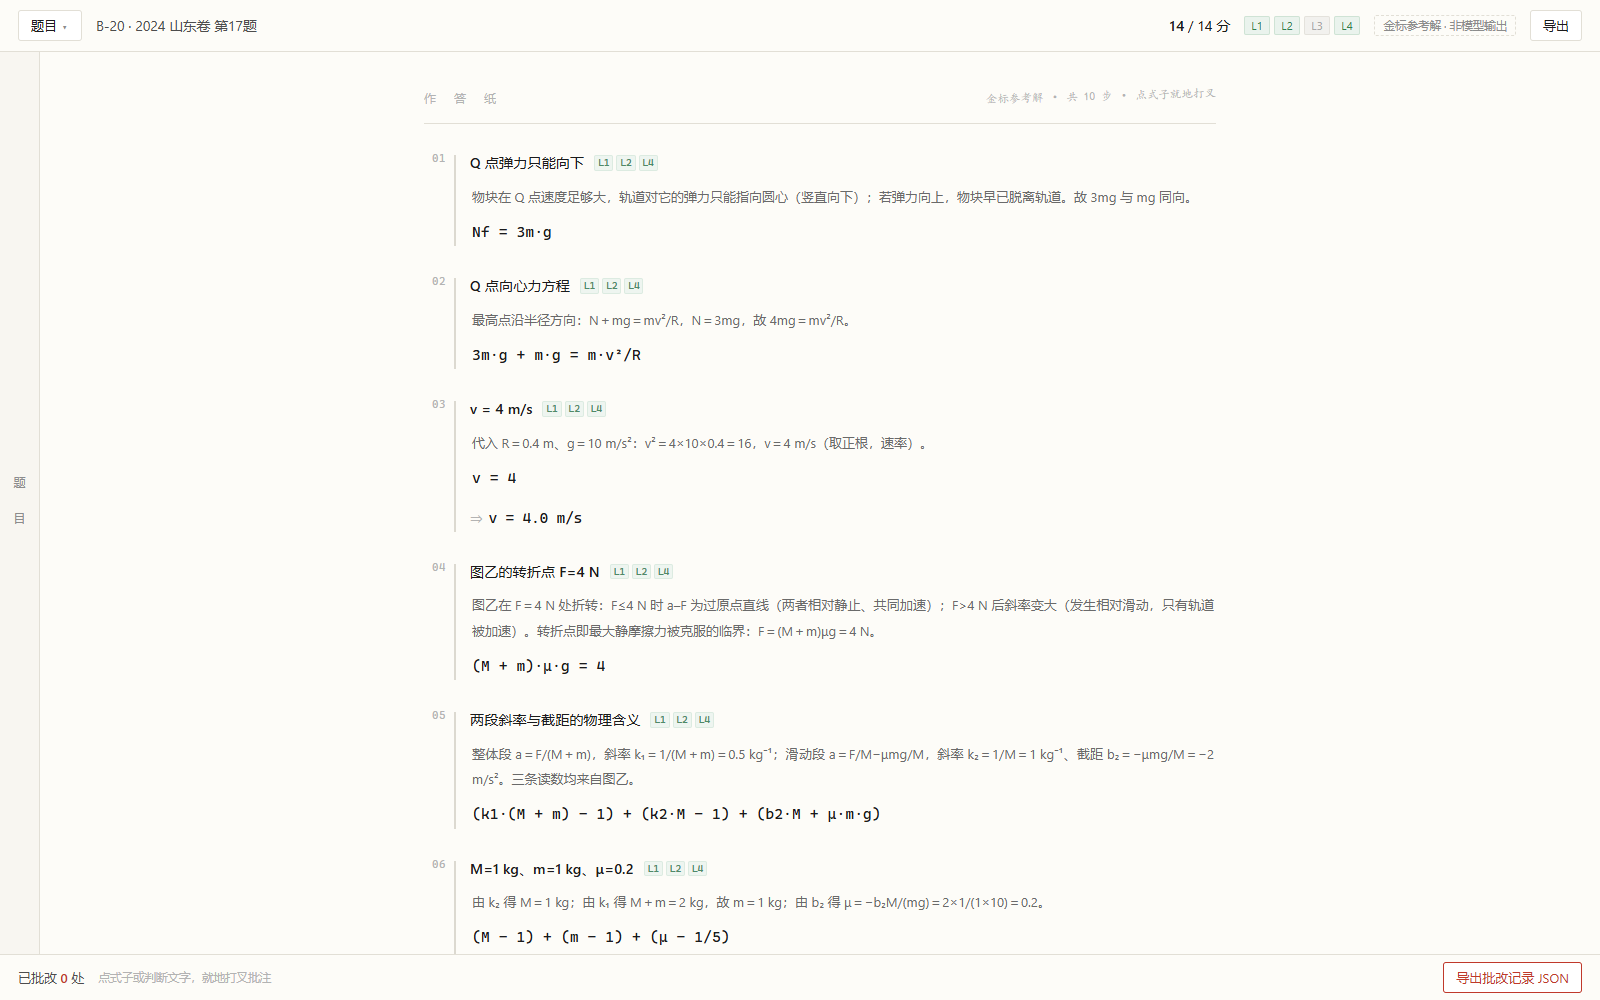 题目 ▾ B-20 · 2024 山东卷 第17题 14 / 14 分 L1 L2 L3 L4 金标参考解 · 非模型输出 导出
作 答 纸 金标参考解 • 共 10 步 • 点式子就地打叉
01 Q 点弹力只能向下 L1 L2 L4
物块在 Q 点速度足够大，轨道对它的弹力只能指向圆心（竖直向下）；若弹力向上，物块早已脱离轨道。故 3mg 与 mg 同向。
Nf = 3m·g
02 Q 点向心力方程 L1 L2 L4
最高点沿半径方向：N + mg = mv²/R，N = 3mg，故 4mg = mv²/R。
3m·g + m·g = m·v²/R
03 v = 4 m/s L1 L2 L4
代入 R = 0.4 m、g = 10 m/s²：v² = 4×10×0.4 = 16，v = 4 m/s（取正根，速率）。
v = 4
⇒ v = 4.0 m/s
题
目
04 图乙的转折点 F=4 N L1 L2 L4
图乙在 F = 4 N 处折转：F≤4 N 时 a–F 为过原点直线（两者相对静止、共同加速）；F>4 N 后斜率变大（发生相对滑动，只有轨道
被加速）。转折点即最大静摩擦力被克服的临界：F = (M + m)μg = 4 N。
(M + m)·μ·g = 4
05 两段斜率与截距的物理含义 L1 L2 L4
整体段 a = F/(M + m)，斜率 k₁ = 1/(M + m) = 0.5 kg⁻¹；滑动段 a = F/M − μmg/M，斜率 k₂ = 1/M = 1 kg⁻¹、截距 b₂ = −μmg/M = −2
m/s²。三条读数均来自图乙。
(k1·(M + m) − 1) + (k2·M − 1) + (b2·M + μ·m·g)
06 M=1 kg、m=1 kg、μ=0.2 L1 L2 L4
由 k₂ 得 M = 1 kg；由 k₁ 得 M + m = 2 kg，故 m = 1 kg；由 b₂ 得 μ = −b₂M/(mg) = 2×1/(1×10) = 0.2。
(M − 1) + (m − 1) + (μ − 1/5)
已批改 0 处 点式子或判断文字，就地打叉批注 导出批改记录 JSON